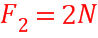 F₂ = 2N